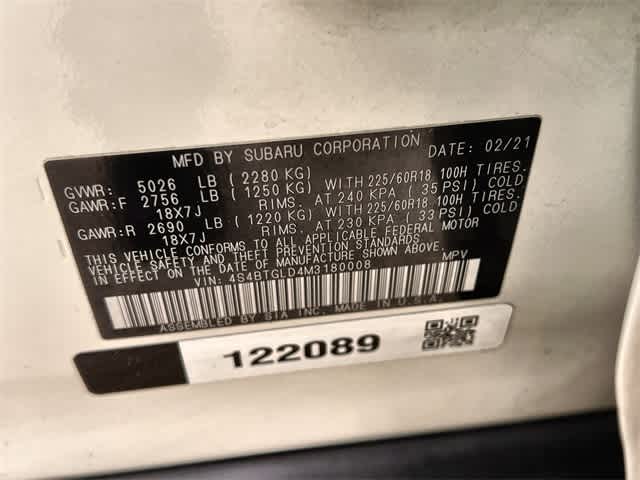 MFD BY SUBARU CORPORATION DATE: 02/21
GVWR: 5026 LB (2280 KG)
GAWR:F 2756 LB (1250 KG) WITH 225/60R18 100H TIRES.
18X7J RIMS. AT 240 KPA (35 PSI) COLD
GAWR:R 2690 LB (1220 KG) WITH 225/60R18 100H TIRES.
18X7J RIMS. AT 230 KPA (33 PSI) COLD
THIS VEHICLE CONFORMS TO ALL APPLICABLE FEDERAL MOTOR
VEHICLE SAFETY AND THEFT PREVENTION STANDARDS
IN EFFECT ON THE DATE OF MANUFACTURE SHOWN ABOVE.
VIN: 4S4BTGLD4M3180008 MPV
ASSEMBLED BY SIA INC. MADE IN U.S.A.
122089